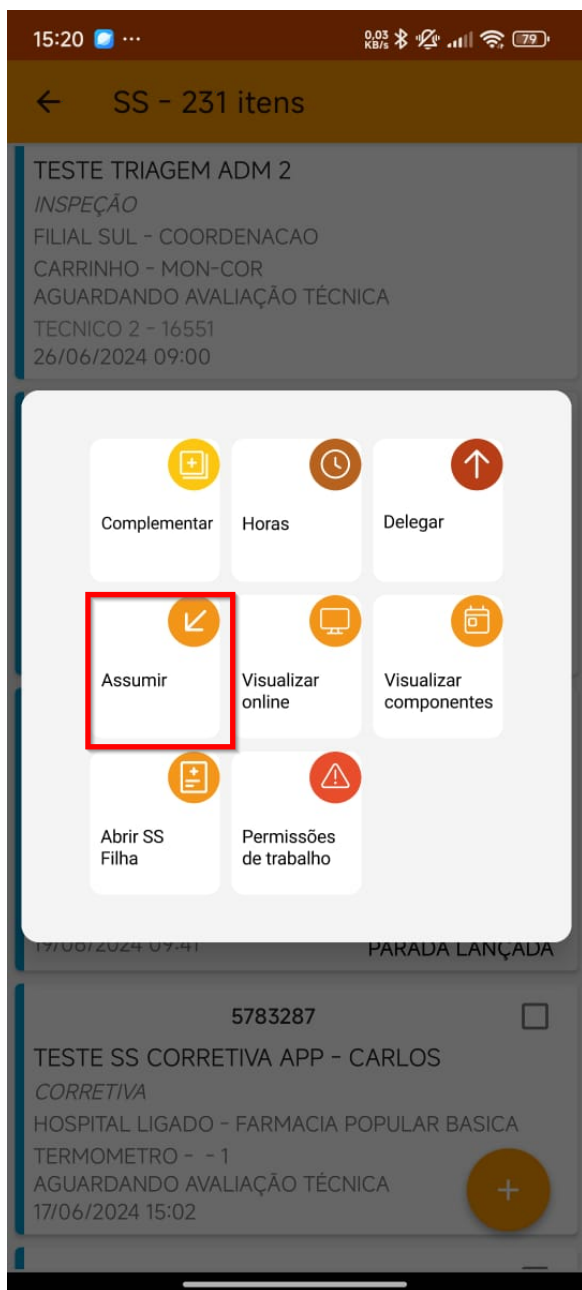 15:20 ... 0,03 KB/s 79
SS - 231 itens
TESTE TRIAGEM ADM 2
INSPEÇÃO
FILIAL SUL - COORDENACAO
CARRINHO - MON-COR
AGUARDANDO AVALIAÇÃO TÉCNICA
TECNICO 2 - 16551
26/06/2024 09:00
Complementar
Horas
Delegar
Assumir
Visualizar online
Visualizar componentes
Abrir SS Filha
Permissões de trabalho
19/06/2024 09:41 PARADA LANÇADA
5783287
TESTE SS CORRETIVA APP - CARLOS
CORRETIVA
HOSPITAL LIGADO - FARMACIA POPULAR BASICA
TERMOMETRO - - 1
AGUARDANDO AVALIAÇÃO TÉCNICA
17/06/2024 15:02